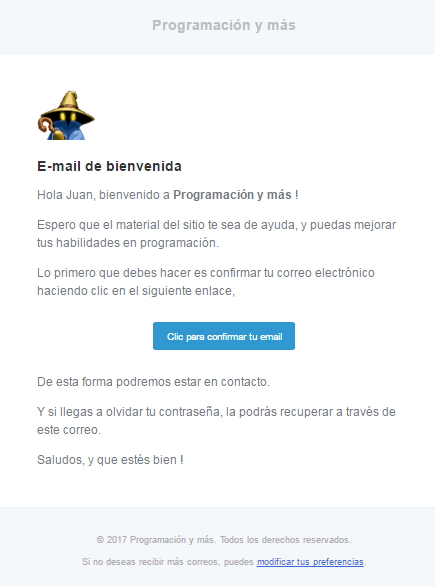 Programación y más
E-mail de bienvenida
Hola Juan, bienvenido a Programación y más !
Espero que el material del sitio te sea de ayuda, y puedas mejorar
tus habilidades en programación.
Lo primero que debes hacer es confirmar tu correo electrónico
haciendo clic en el siguiente enlace,
Clic para confirmar tu email
De esta forma podremos estar en contacto.
Y si llegas a olvidar tu contraseña, la podrás recuperar a través de
este correo.
Saludos, y que estés bien !
© 2017 Programación y más. Todos los derechos reservados.
Si no deseas recibir más correos, puedes modificar tus preferencias.